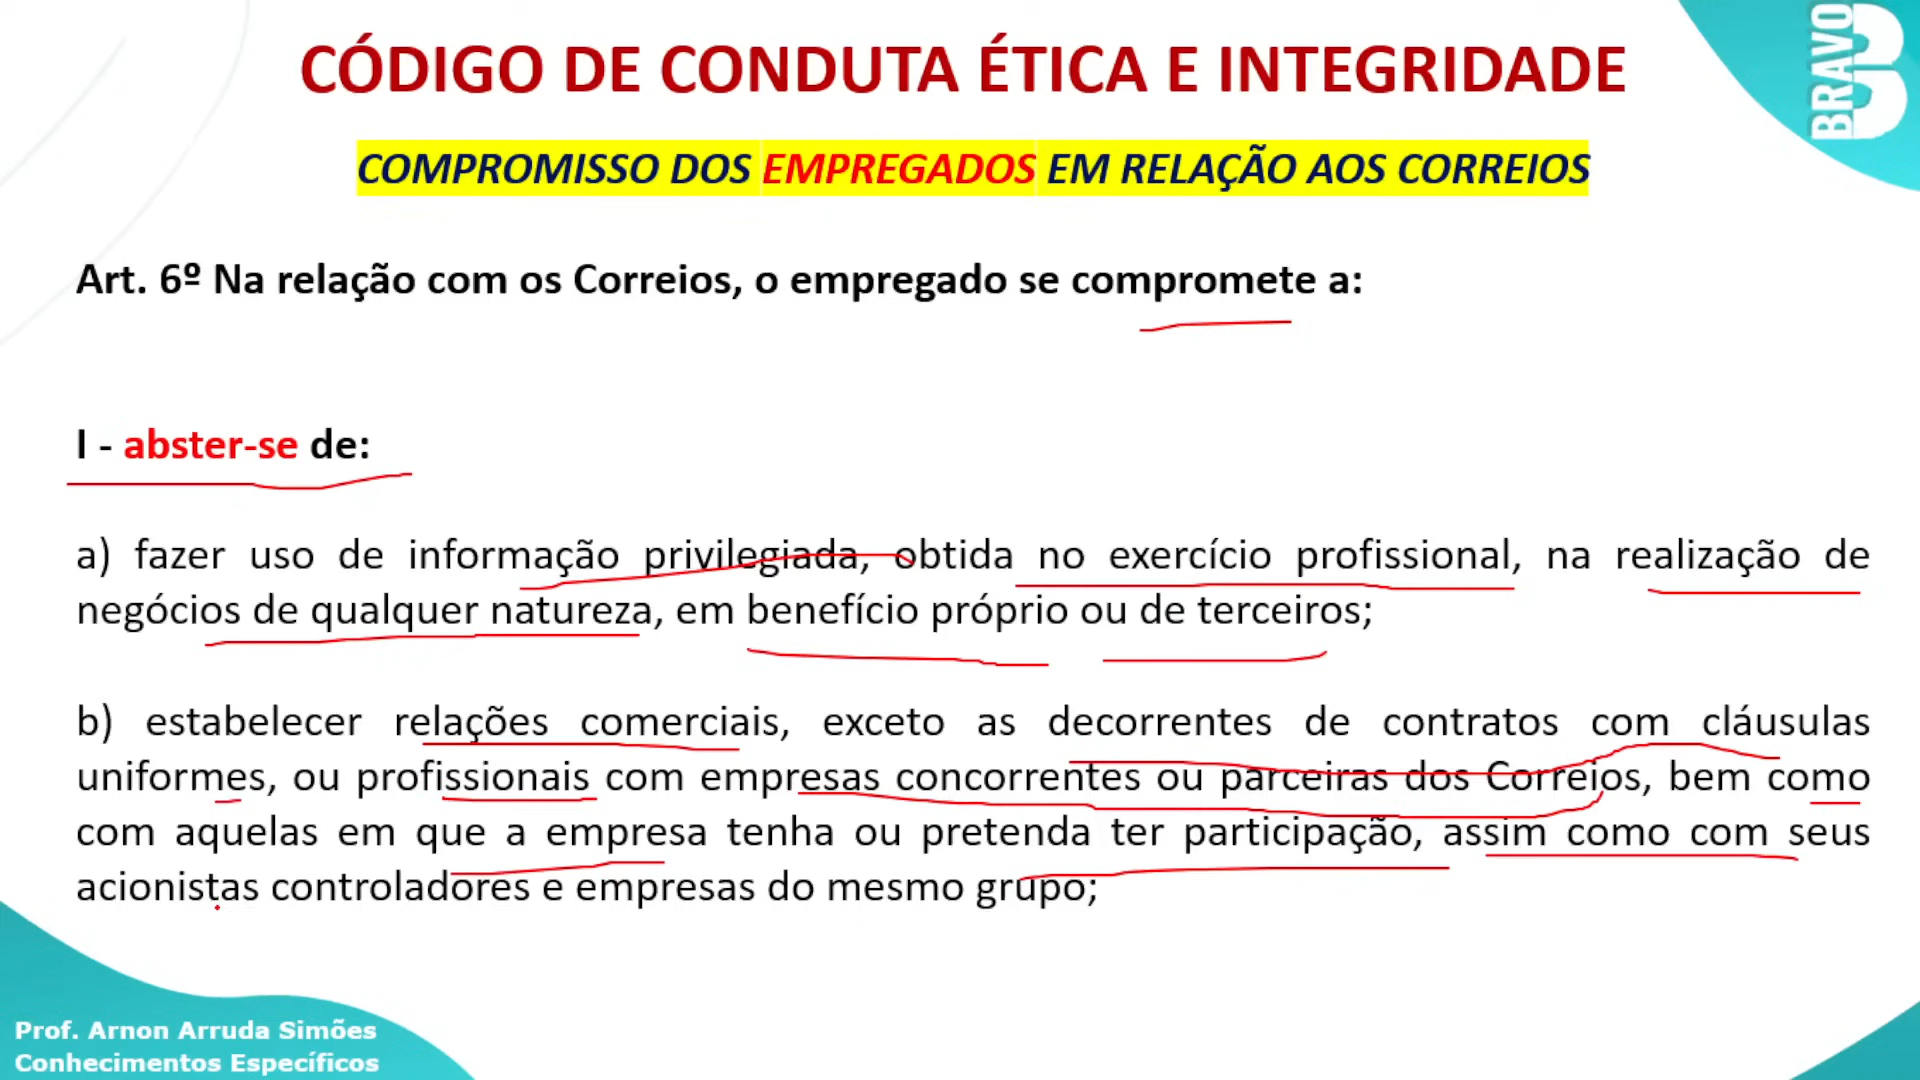 BRAVO
CÓDIGO DE CONDUTA ÉTICA E INTEGRIDADE
COMPROMISSO DOS EMPREGADOS EM RELAÇÃO AOS CORREIOS
Art. 6º Na relação com os Correios, o empregado se compromete a:
I - abster-se de:
a) fazer uso de informação privilegiada, obtida no exercício profissional, na realização de
negócios de qualquer natureza, em benefício próprio ou de terceiros;
b) estabelecer relações comerciais, exceto as decorrentes de contratos com cláusulas
uniformes, ou profissionais com empresas concorrentes ou parceiras dos Correios, bem como
com aquelas em que a empresa tenha ou pretenda ter participação, assim como com seus
acionistas controladores e empresas do mesmo grupo;
Prof. Arnon Arruda Simões
Conhecimentos Específicos